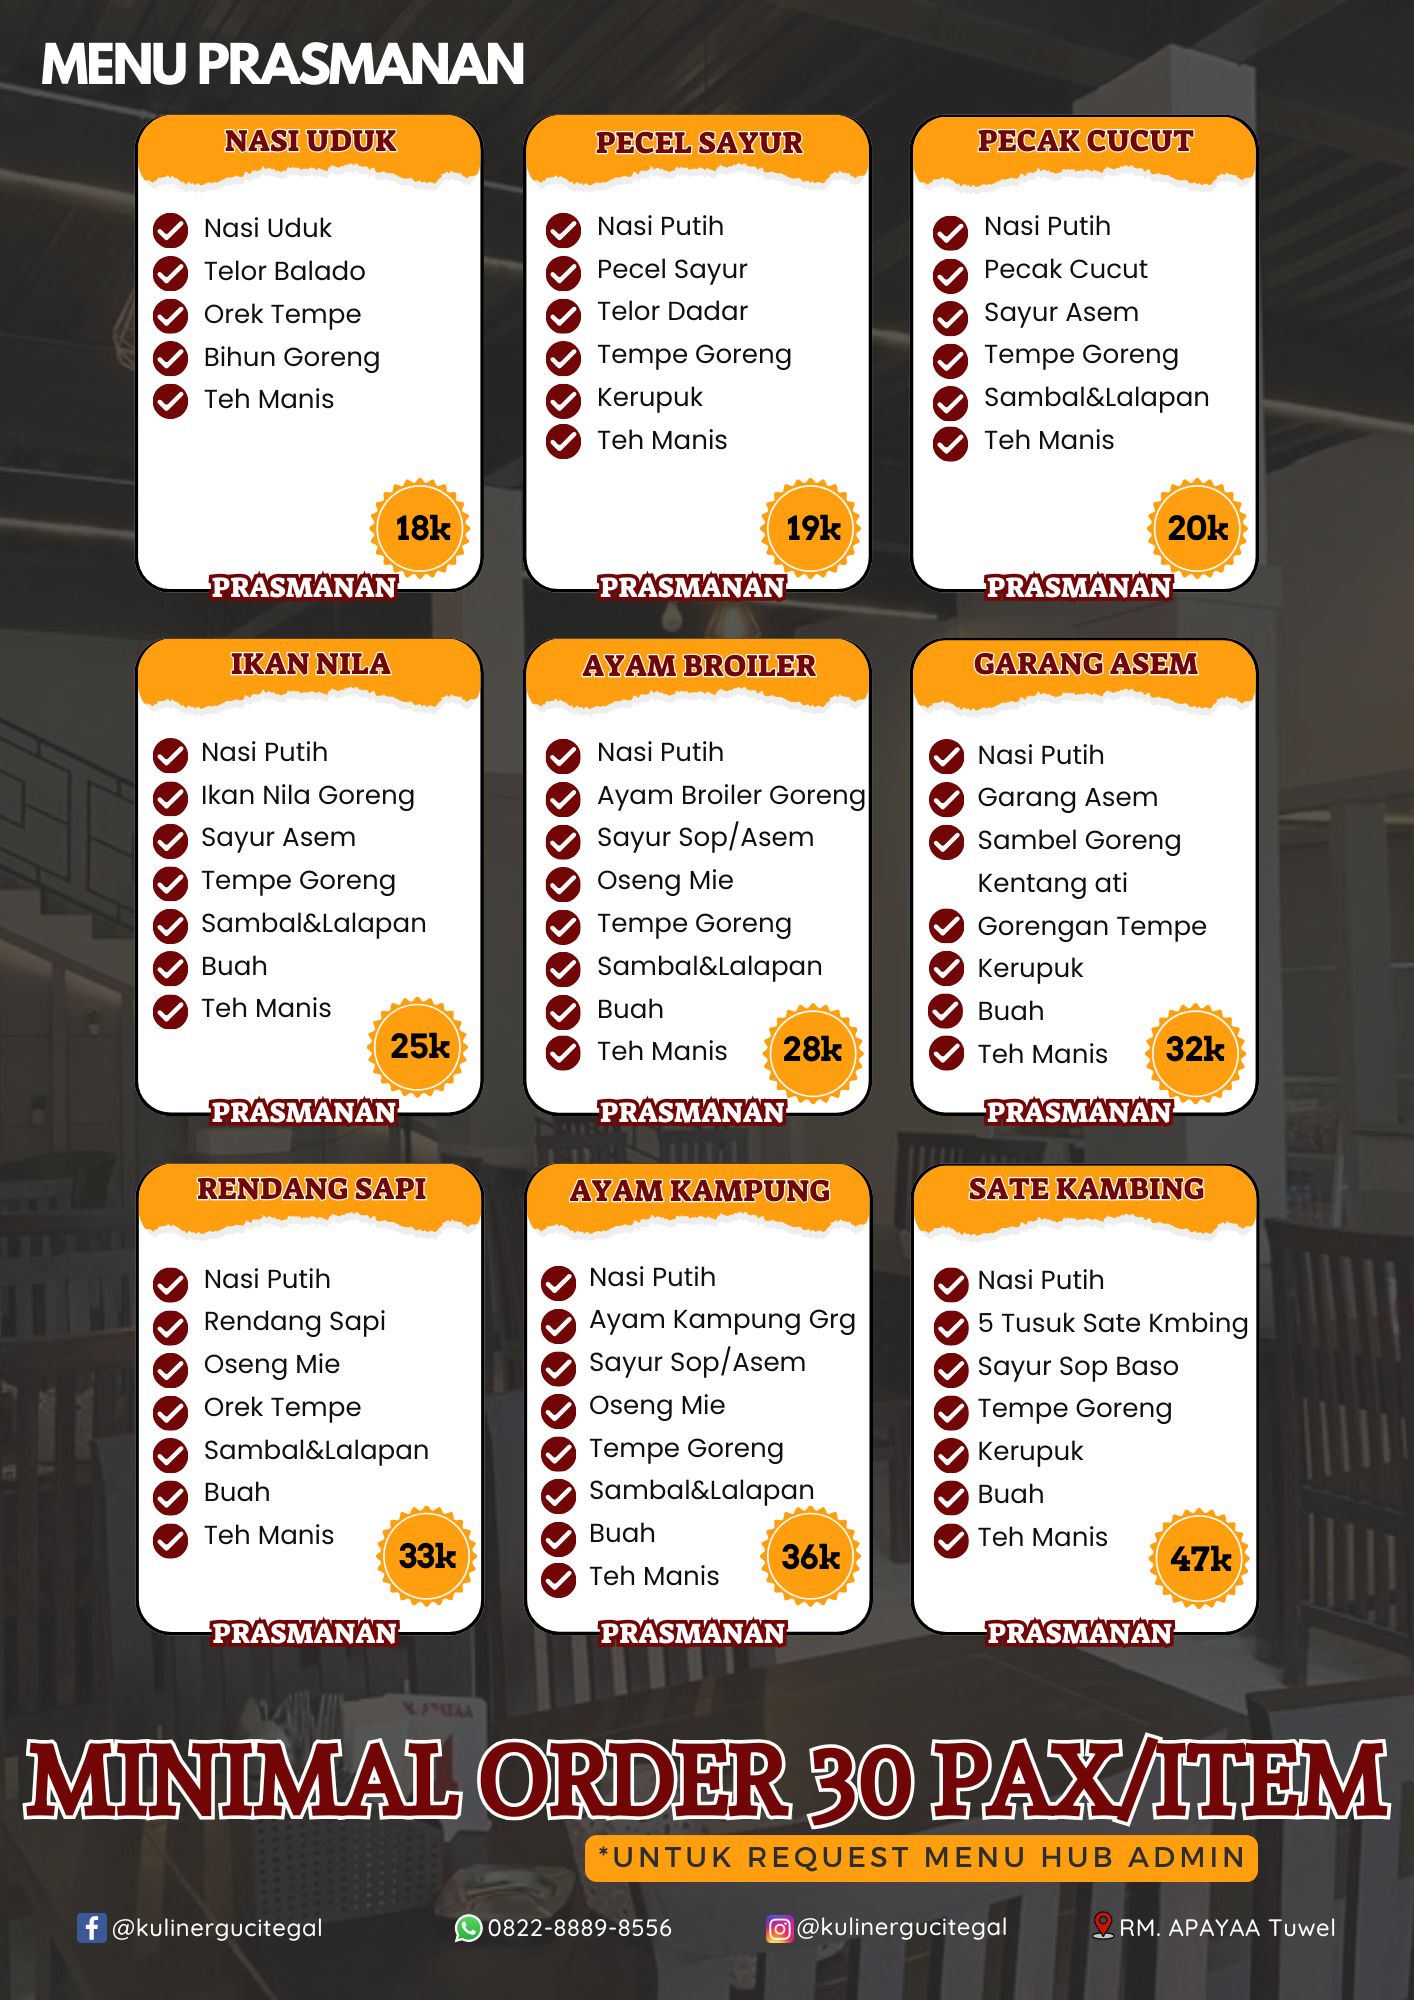 MENU PRASMANAN
NASI UDUK
Nasi Uduk
Telor Balado
Orek Tempe
Bihun Goreng
Teh Manis
18k
PRASMANAN
PECEL SAYUR
Nasi Putih
Pecel Sayur
Telor Dadar
Tempe Goreng
Kerupuk
Teh Manis
19k
PRASMANAN
PECAK CUCUT
Nasi Putih
Pecak Cucut
Sayur Asem
Tempe Goreng
Sambal&Lalapan
Teh Manis
20k
PRASMANAN
IKAN NILA
Nasi Putih
Ikan Nila Goreng
Sayur Asem
Tempe Goreng
Sambal&Lalapan
Buah
Teh Manis
25k
PRASMANAN
AYAM BROILER
Nasi Putih
Ayam Broiler Goreng
Sayur Sop/Asem
Oseng Mie
Tempe Goreng
Sambal&Lalapan
Buah
Teh Manis
28k
PRASMANAN
GARANG ASEM
Nasi Putih
Garang Asem
Sambel Goreng
Kentang ati
Gorengan Tempe
Kerupuk
Buah
Teh Manis
32k
PRASMANAN
RENDANG SAPI
Nasi Putih
Rendang Sapi
Oseng Mie
Orek Tempe
Sambal&Lalapan
Buah
Teh Manis
33k
PRASMANAN
AYAM KAMPUNG
Nasi Putih
Ayam Kampung Grg
Sayur Sop/Asem
Oseng Mie
Tempe Goreng
Sambal&Lalapan
Buah
Teh Manis
36k
PRASMANAN
SATE KAMBING
Nasi Putih
5 Tusuk Sate Kmbing
Sayur Sop Baso
Tempe Goreng
Kerupuk
Buah
Teh Manis
47k
PRASMANAN
MINIMAL ORDER 30 PAX/ITEM
*UNTUK REQUEST MENU HUB ADMIN
@kulinergucitegal
0822-8889-8556
@kulinergucitegal
RM. APAYAA Tuwel